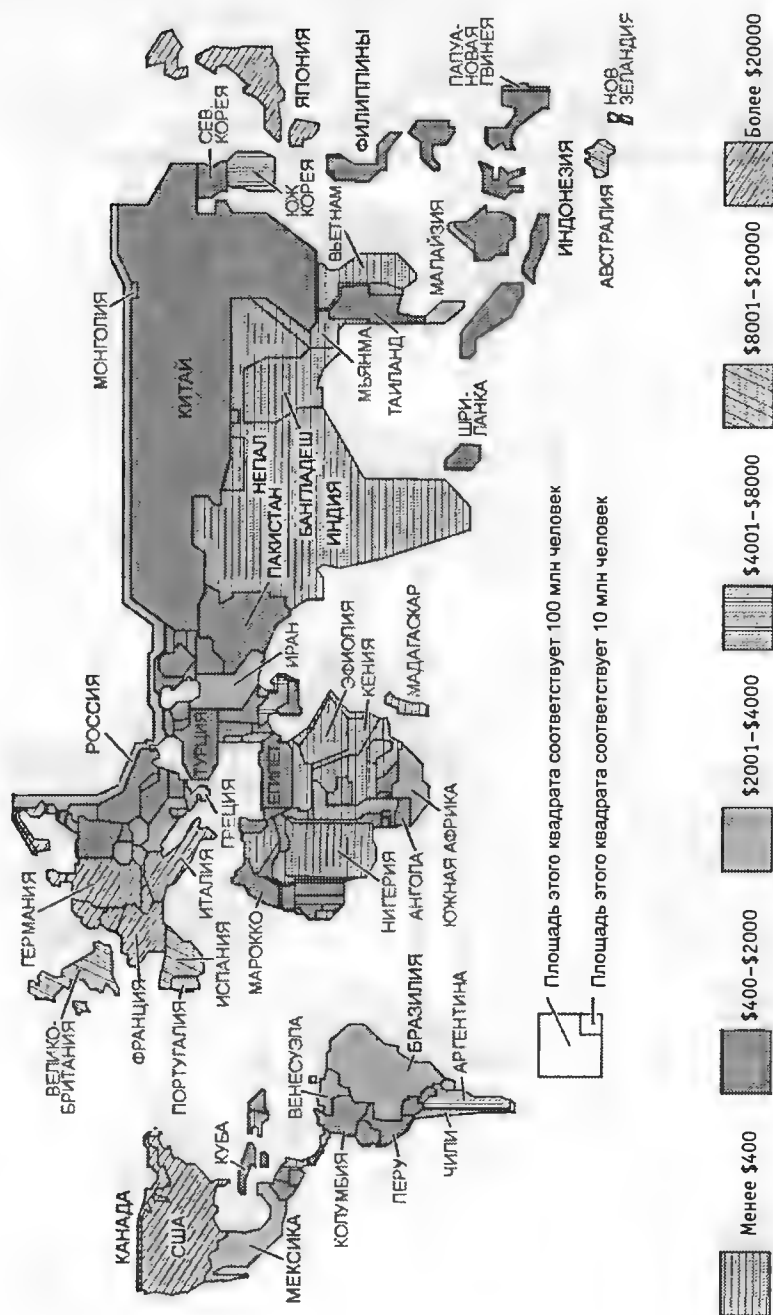 КАНАДА
США
МЕКСИКА
КУБА
ВЕНЕСУЭЛА
КОЛУМБИЯ
ПЕРУ
ЧИЛИ
БРАЗИЛИЯ
АРГЕНТИНА
ВЕЛИКО-
БРИТАНИЯ
ГЕРМАНИЯ
ФРАНЦИЯ
ПОРТУГАЛИЯ
ИСПАНИЯ
ИТАЛИЯ
ГРЕЦИЯ
РОССИЯ
ТУРЦИЯ
МАРОККО
ЕГИПЕТ
НИГЕРИЯ
АНГОЛА
ЮЖНАЯ АФРИКА
ЭФИОПИЯ
КЕНИЯ
МАДАГАСКАР
ИРАН
МОНГОЛИЯ
КИТАЙ
ПАКИСТАН
НЕПАЛ
БАНГЛАДЕШ
ИНДИЯ
ШРИ-
ЛАНКА
МЬЯНМА
ТАИЛАНД
ВЬЕТНАМ
МАЛАЙЗИЯ
СЕВ.
КОРЕЯ
ЮЖ.
КОРЕЯ
ЯПОНИЯ
ФИЛИППИНЫ
ПАПУА-
НОВАЯ
ГВИНЕЯ
ИНДОНЕЗИЯ
АВСТРАЛИЯ
НОВ.
ЗЕЛАНДИЯ
Площадь этого квадрата соответствует 100 млн человек
Площадь этого квадрата соответствует 10 млн человек
Менее $400
$400–$2000
$2001–$4000
$4001–$8000
$8001–$20000
Более $20000